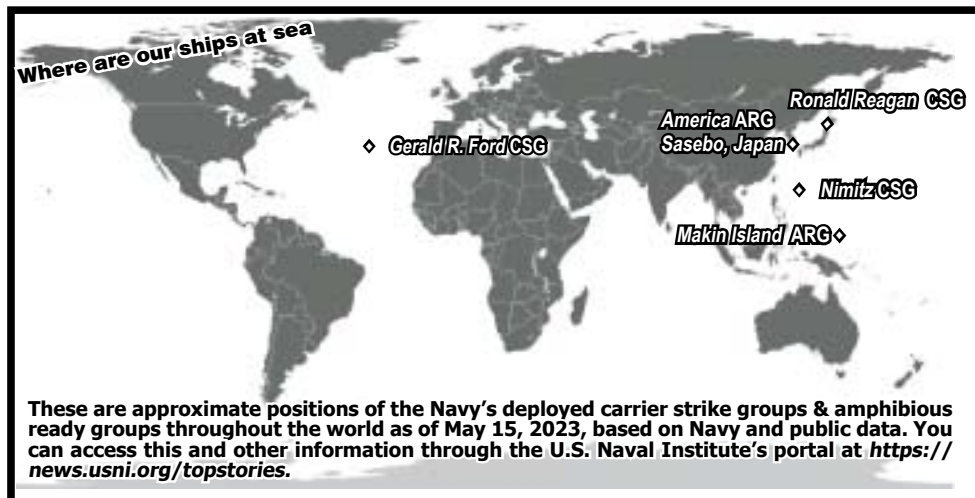 Where are our ships at sea
Ronald Reagan CSG
America ARG
Sasebo, Japan
Gerald R. Ford CSG
Nimitz CSG
Makin Island ARG
These are approximate positions of the Navy's deployed carrier strike groups & amphibious
ready groups throughout the world as of May 15, 2023, based on Navy and public data. You
can access this and other information through the U.S. Naval Institute's portal at https://
news.usni.org/topstories.